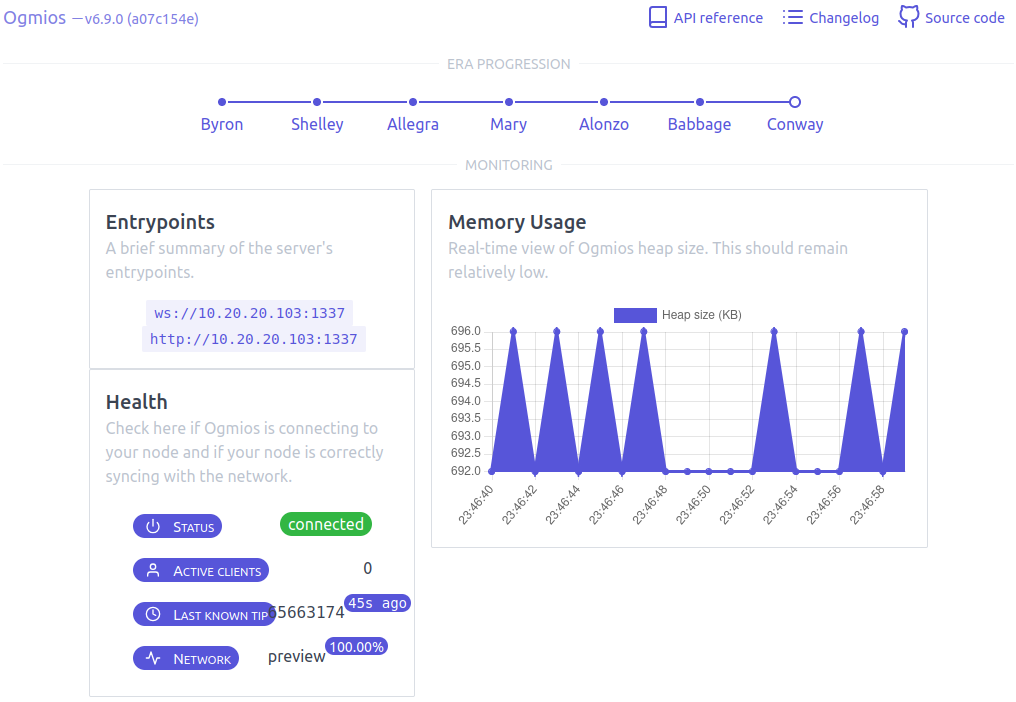 Ogmios —v6.9.0 (a07c154e)
API reference
Changelog
Source code
ERA PROGRESSION
Byron
Shelley
Allegra
Mary
Alonzo
Babbage
Conway
MONITORING
Entrypoints
A brief summary of the server's
entrypoints.
ws://10.20.20.103:1337
http://10.20.20.103:1337
Health
Check here if Ogmios is connecting to
your node and if your node is correctly
syncing with the network.
STATUS connected
ACTIVE CLIENTS 0
LAST KNOWN TIP 65663174 45s ago
NETWORK preview 100.00%
Memory Usage
Real-time view of Ogmios heap size. This should remain
relatively low.
Heap size (KB)
696.0
695.5
695.0
694.5
694.0
693.5
693.0
692.5
692.0
23:46:40
23:46:42
23:46:44
23:46:46
23:46:48
23:46:50
23:46:52
23:46:54
23:46:56
23:46:58